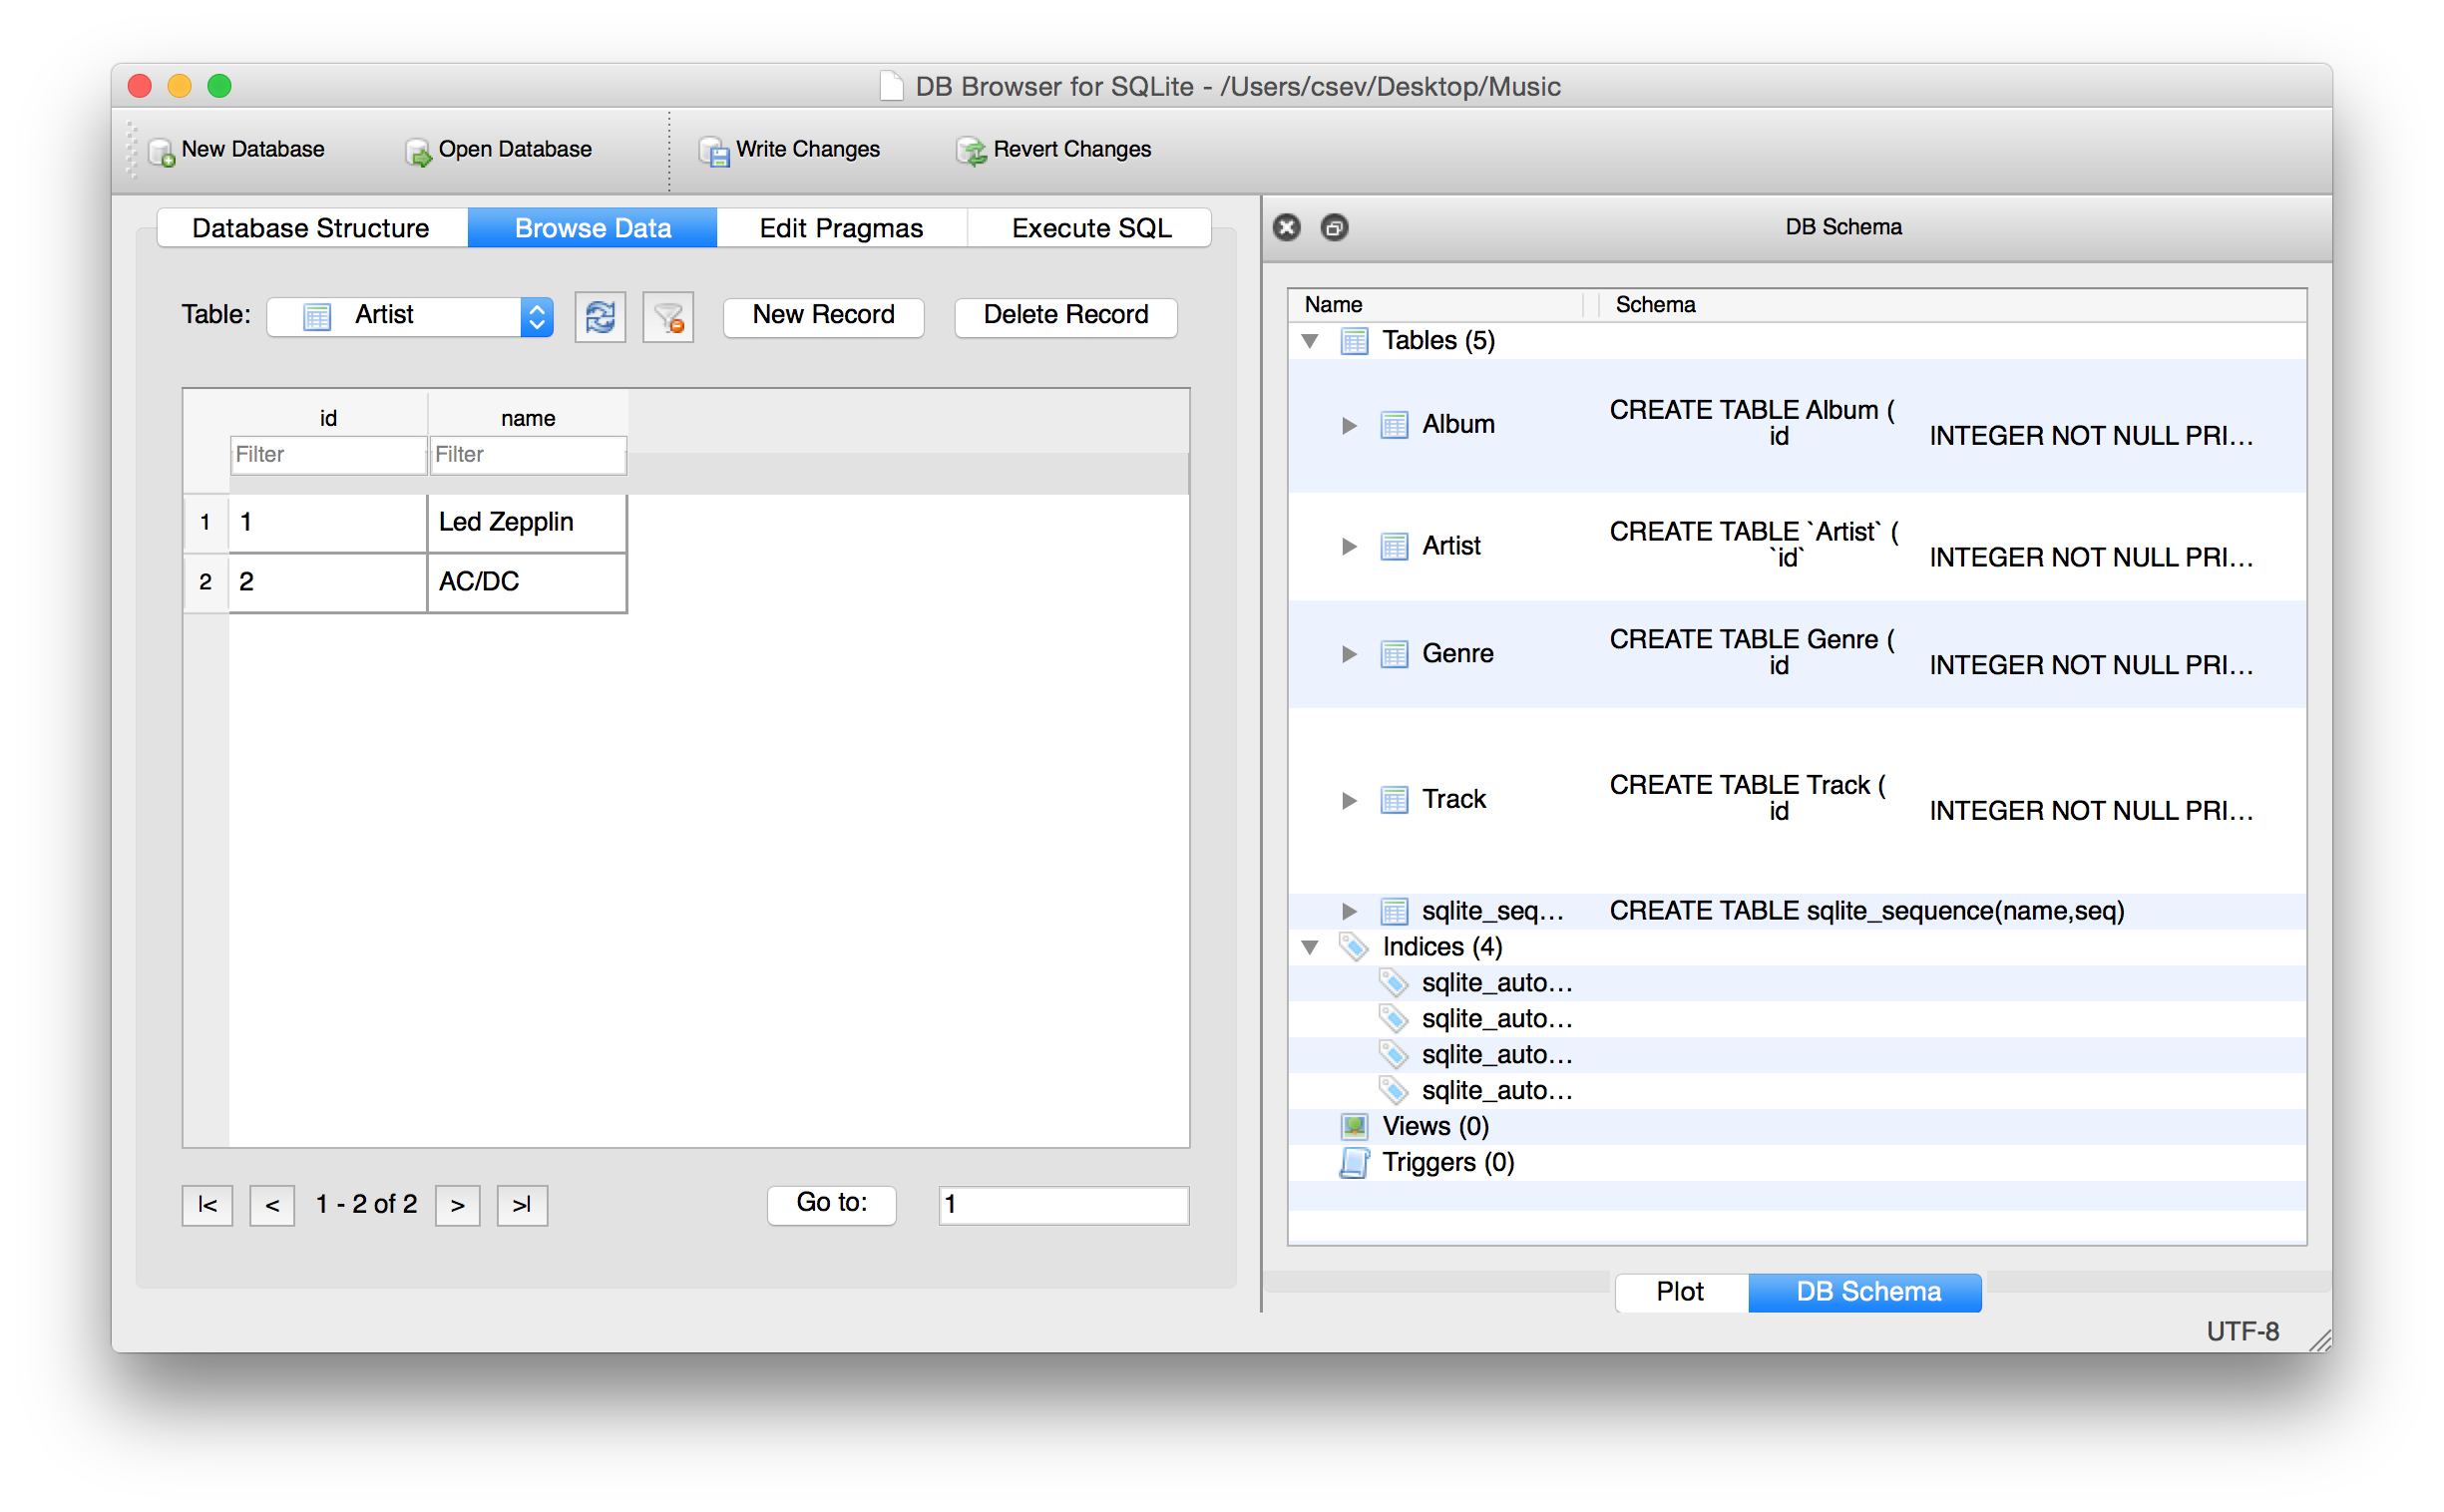 DB Browser for SQLite - /Users/csev/Desktop/Music
New Database Open Database Write Changes Revert Changes
Database Structure Browse Data Edit Pragmas Execute SQL
Table: Artist New Record Delete Record
id name
Filter Filter
1 1 Led Zepplin
2 2 AC/DC
|< < 1 - 2 of 2 > >| Go to: 1
DB Schema
Name Schema
Tables (5)
Album CREATE TABLE Album (
id INTEGER NOT NULL PRI...
Artist CREATE TABLE `Artist` (
`id` INTEGER NOT NULL PRI...
Genre CREATE TABLE Genre (
id INTEGER NOT NULL PRI...
Track CREATE TABLE Track (
id INTEGER NOT NULL PRI...
sqlite_seq... CREATE TABLE sqlite_sequence(name,seq)
Indices (4)
sqlite_auto...
sqlite_auto...
sqlite_auto...
sqlite_auto...
Views (0)
Triggers (0)
Plot DB Schema
UTF-8